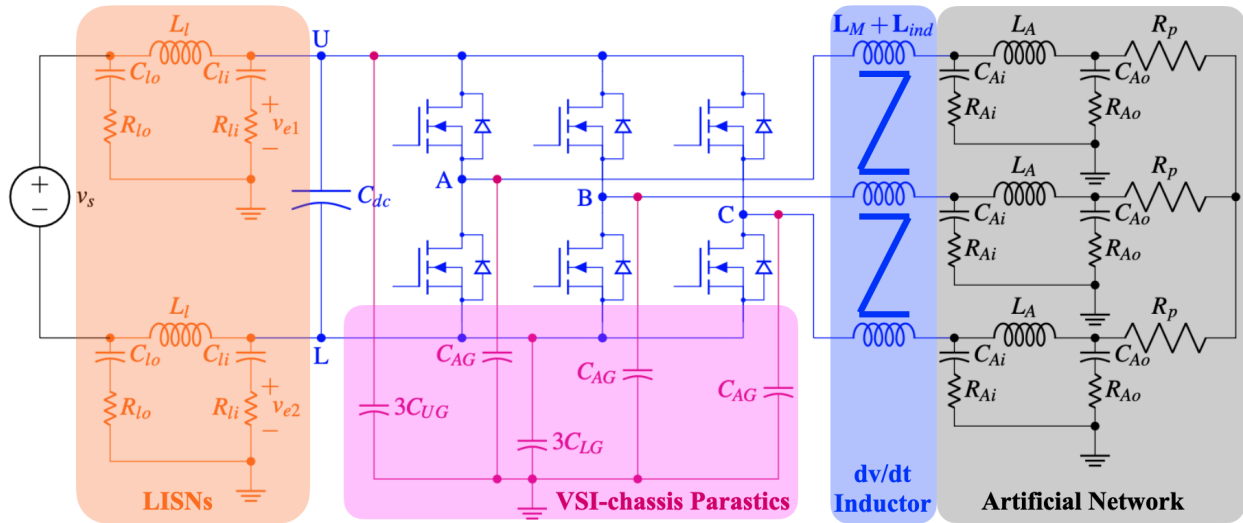 L_l
U
L_M + L_ind
L_A
R_p
C_lo
C_li
C_Ai
C_Ao
R_lo
R_li
+
v_e1
−
R_Ai
R_Ao
A
+
−
v_s
C_dc
B
L_A
R_p
C
C_Ai
C_Ao
R_Ai
R_Ao
L_l
L
L_A
R_p
C_lo
C_li
C_AG
C_AG
C_AG
C_Ai
C_Ao
R_lo
R_li
+
v_e2
−
3C_UG
3C_LG
R_Ai
R_Ao
LISNs
VSI-chassis Parastics
dv/dt
Inductor
Artificial Network